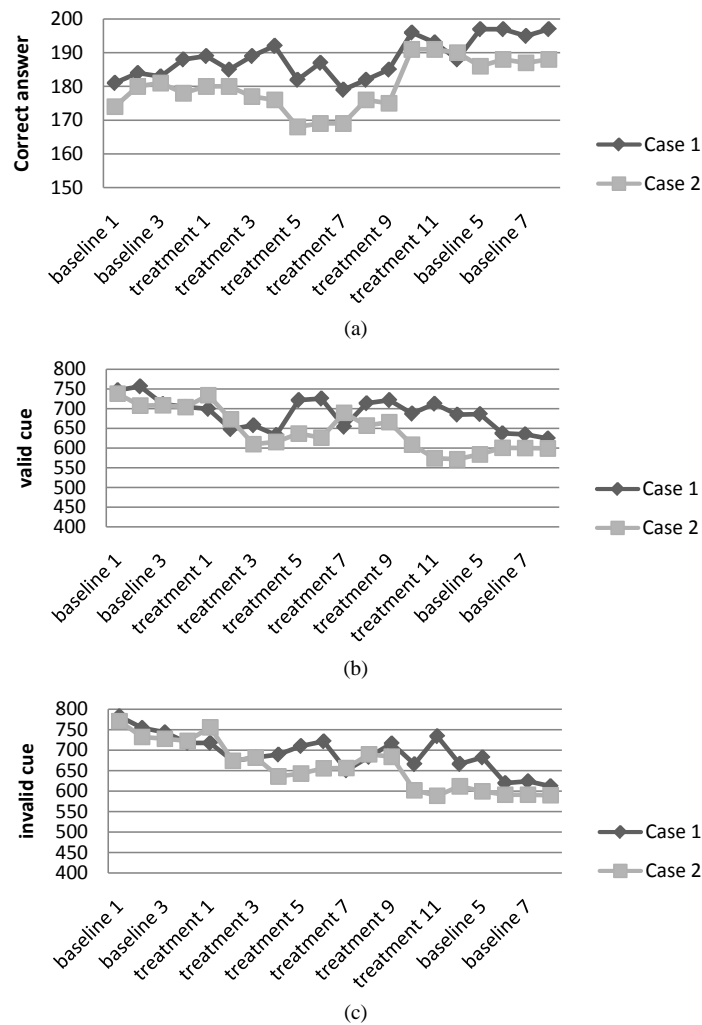 200
190
180
170
160
150
Correct answer
baseline 1
baseline 3
treatment 1
treatment 3
treatment 5
treatment 7
treatment 9
treatment 11
baseline 5
baseline 7
Case 1
Case 2
(a)
800
750
700
650
600
550
500
450
400
valid cue
baseline 1
baseline 3
treatment 1
treatment 3
treatment 5
treatment 7
treatment 9
treatment 11
baseline 5
baseline 7
Case 1
Case 2
(b)
800
750
700
650
600
550
500
450
400
invalid cue
baseline 1
baseline 3
treatment 1
treatment 3
treatment 5
treatment 7
treatment 9
treatment 11
baseline 5
baseline 7
Case 1
Case 2
(c)